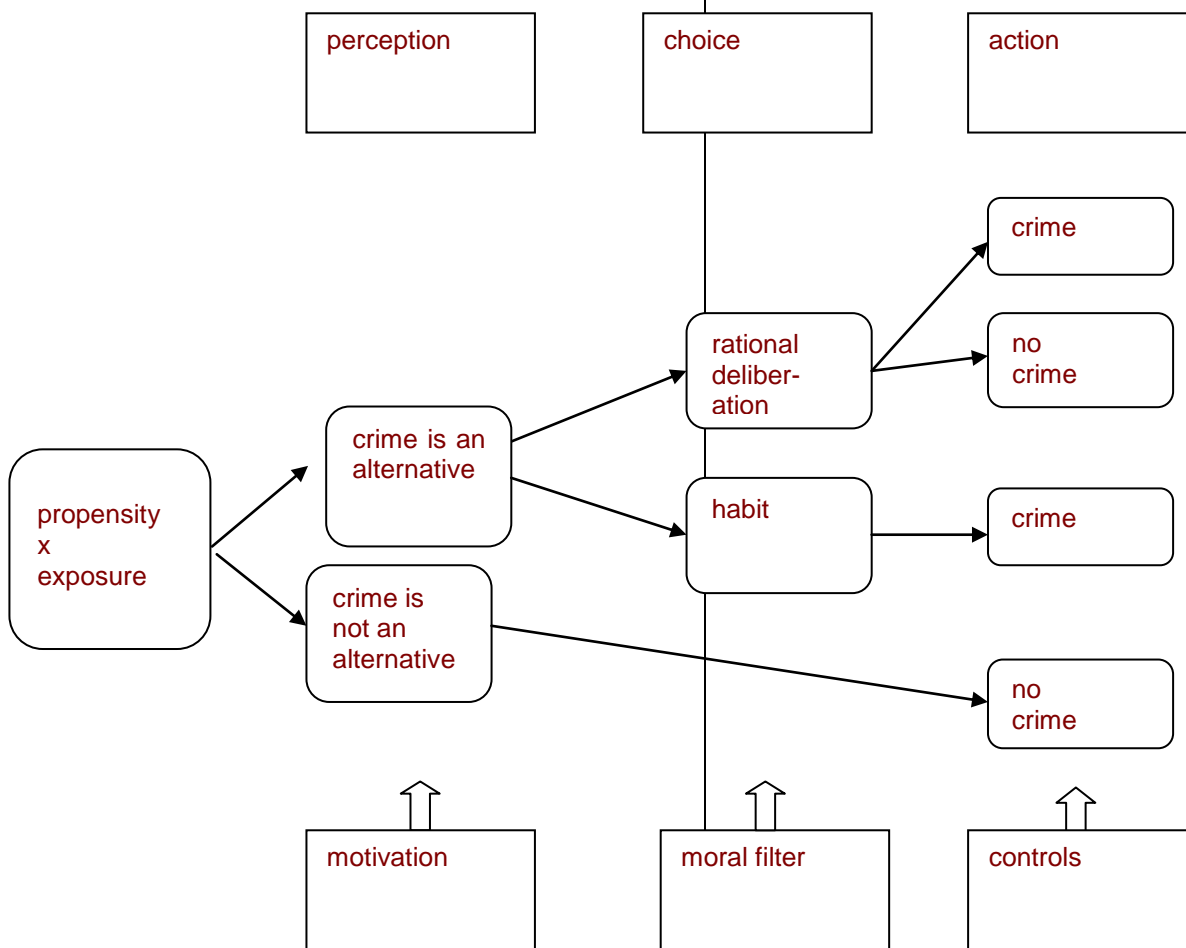 perception
choice
action
crime
rational
deliber-
ation
no
crime
crime is an
alternative
propensity
x
exposure
habit
crime
crime is
not an
alternative
no
crime
motivation
moral filter
controls